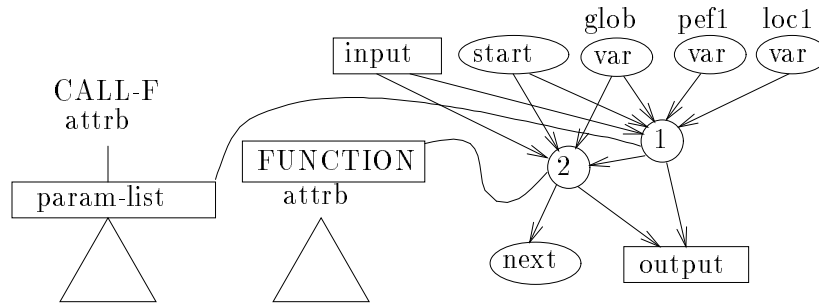 glob pef1 loc1
input start var var var
CALL-F
attrb
1
FUNCTION 2
param-list attrb
next output